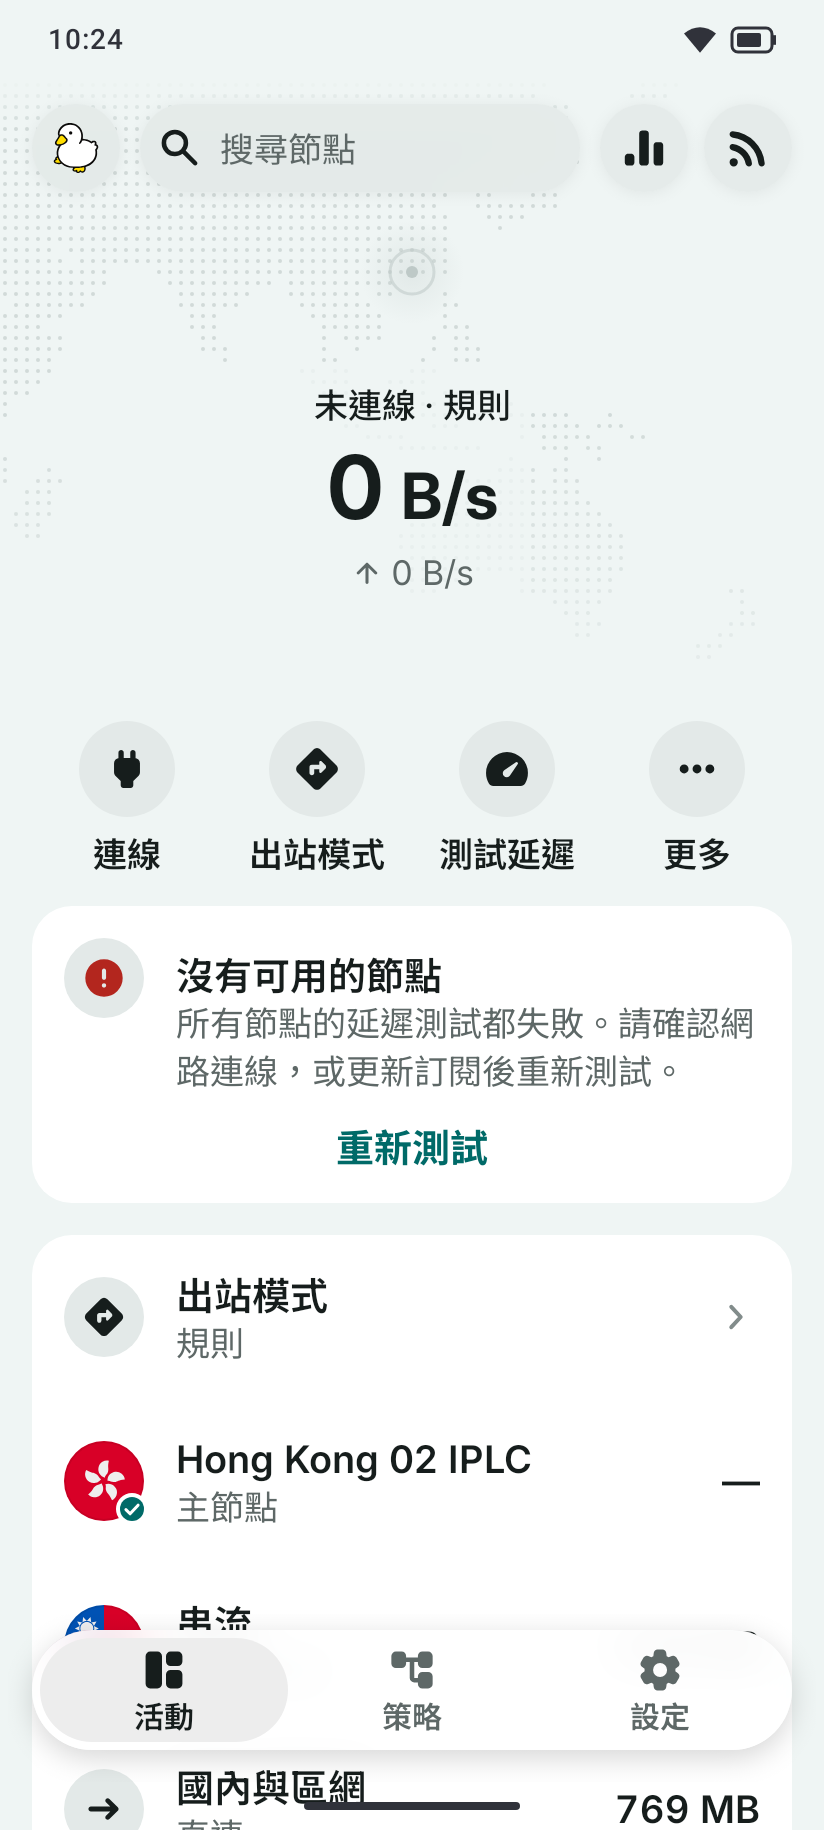 10:24
搜尋節點
未連線 · 規則
0 B/s
↑ 0 B/s
連線
出站模式
測試延遲
更多
沒有可用的節點
所有節點的延遲測試都失敗。請確認網
路連線，或更新訂閱後重新測試。
重新測試
出站模式
規則
Hong Kong 02 IPLC
—
主節點
串流
活動
策略
設定
國內與區網
769 MB
直連